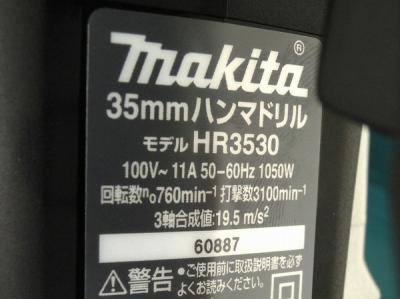 makita®
35mmハンマドリル
モデル HR3530
100V~ 11A 50-60Hz 1050W
回転数n₀760min⁻¹ 打撃数3100min⁻¹
3軸合成値:19.5 m/s²
60887
⚠警告 ●ご使用前に取扱説明書を必ず
よくお読みください。